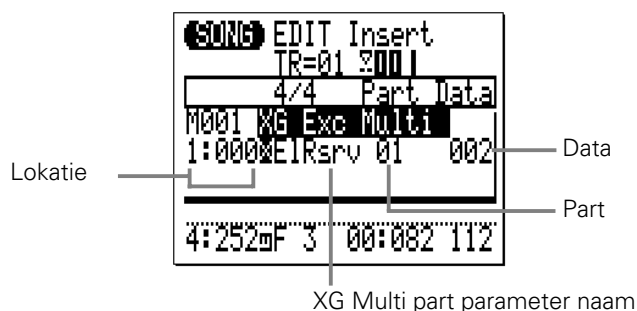 SONG EDIT Insert
TR=01
4/4 Part Data
M001 XG Exc Multi
1:000 ElRsrv 01 002
4:252 F 3 00:082 112
Lokatie
Data
Part
XG Multi part parameter naam